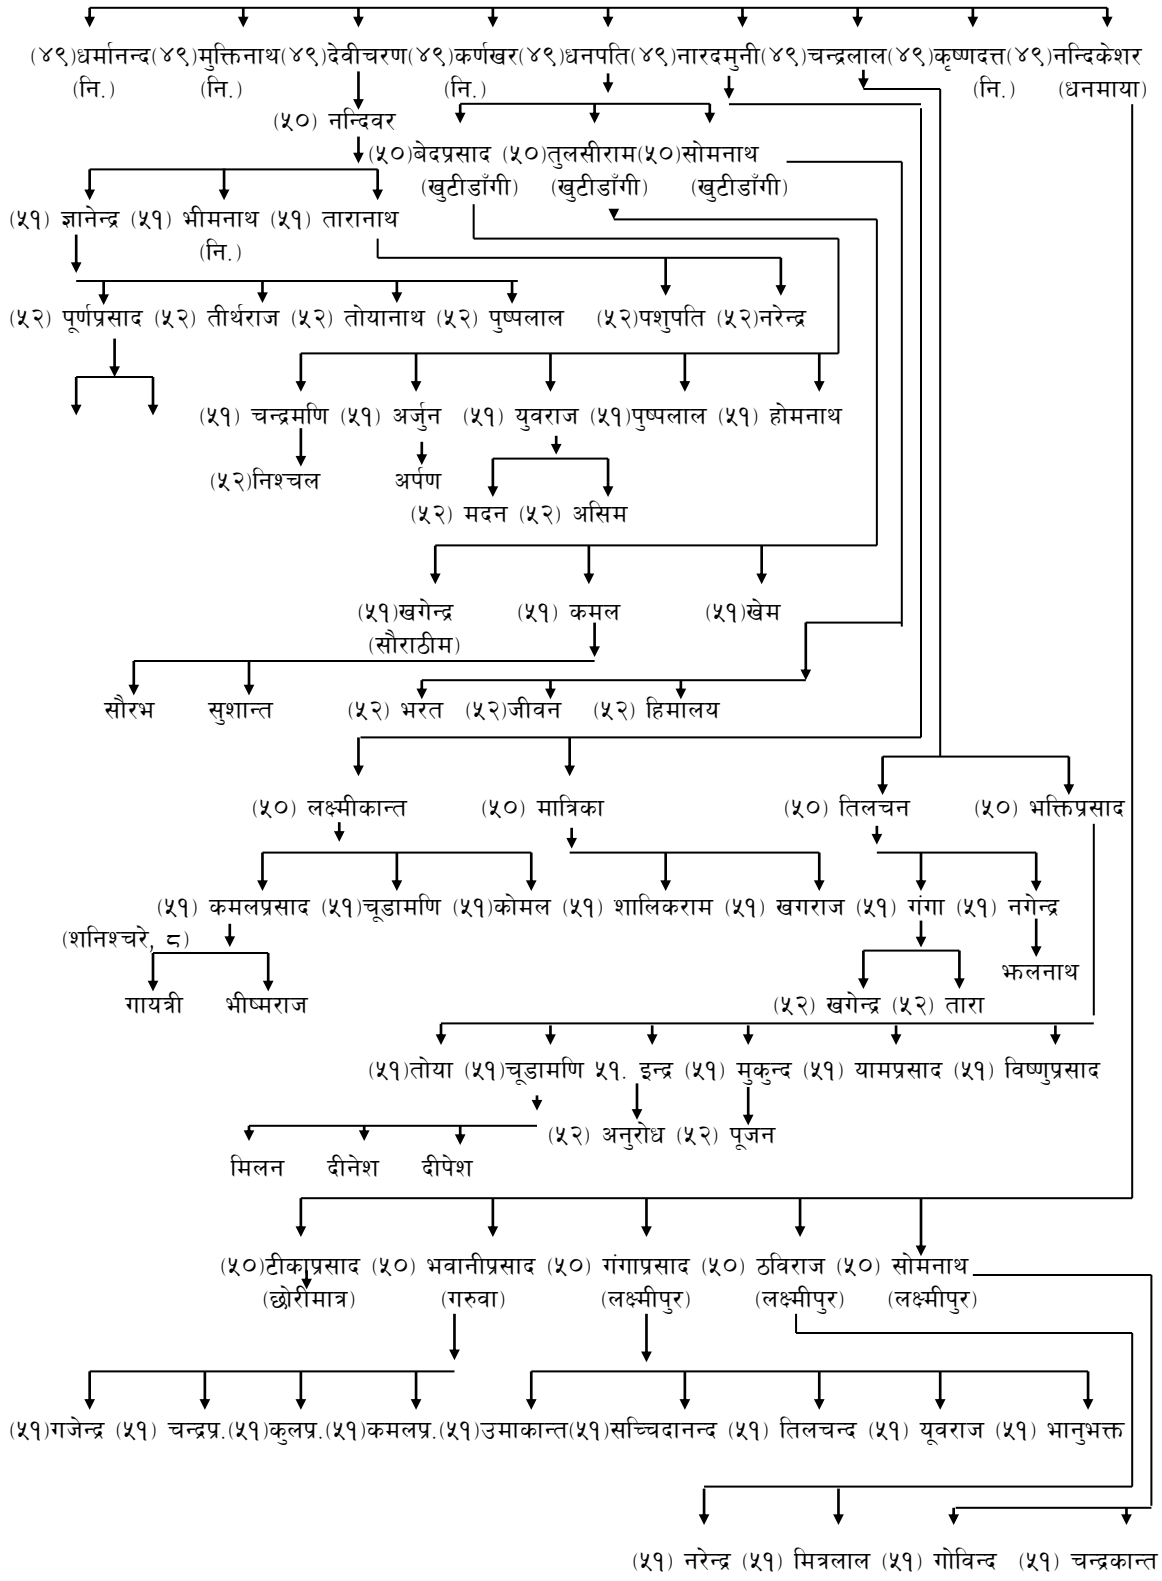 (४९)धर्मानन्द(४९)मुक्तिनाथ(४९)देवीचरण(४९)कर्णखर(४९)धनपति(४९)नारदमुनी(४९)चन्द्रलाल(४९)कृष्णदत्त(४९)नन्दिकेशर
(नि.) (नि.) (नि.) (नि.) (धनमाया)
(५०) नन्दिवर
(५०)बेदप्रसाद (५०)तुलसीराम(५०)सोमनाथ
(खुटीडाँगी) (खुटीडाँगी) (खुटीडाँगी)
(५१) ज्ञानेन्द्र (५१) भीमनाथ (५१) तारानाथ
(नि.)
(५२) पूर्णप्रसाद (५२) तीर्थराज (५२) तोयानाथ (५२) पुष्पलाल (५२)पशुपति (५२)नरेन्द्र
(५१) चन्द्रमणि (५१) अर्जुन (५१) युवराज (५१)पुष्पलाल (५१) होमनाथ
(५२)निश्चल अर्पण
(५२) मदन (५२) असिम
(५१)खगेन्द्र (५१) कमल (५१)खेम
(सौराठीम)
सौरभ सुशान्त (५२) भरत (५२)जीवन (५२) हिमालय
(५०) लक्ष्मीकान्त (५०) मात्रिका (५०) तिलचन (५०) भक्तिप्रसाद
(५१) कमलप्रसाद (५१)चूडामणि (५१)कोमल (५१) शालिकराम (५१) खगराज (५१) गंगा (५१) नगेन्द्र
(शनिश्चरे, ८)
झलनाथ
गायत्री भीष्मराज (५२) खगेन्द्र (५२) तारा
(५१)तोया (५१)चूडामणि ५१. इन्द्र (५१) मुकुन्द (५१) यामप्रसाद (५१) विष्णुप्रसाद
(५२) अनुरोध (५२) पूजन
मिलन दीनेश दीपेश
(५०)टीकाप्रसाद (५०) भवानीप्रसाद (५०) गंगाप्रसाद (५०) ठविराज (५०) सोमनाथ
(छोरीमात्र) (गरुवा) (लक्ष्मीपुर) (लक्ष्मीपुर) (लक्ष्मीपुर)
(५१)गजेन्द्र (५१) चन्द्रप्र.(५१)कुलप्र.(५१)कमलप्र.(५१)उमाकान्त(५१)सच्चिदानन्द (५१) तिलचन्द (५१) यूवराज (५१) भानुभक्त
(५१) नरेन्द्र (५१) मित्रलाल (५१) गोविन्द (५१) चन्द्रकान्त